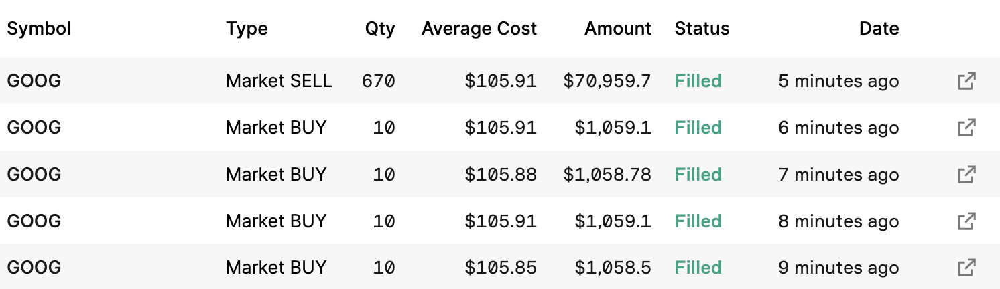 Symbol Type Qty Average Cost Amount Status Date
GOOG Market SELL 670 $105.91 $70,959.7 Filled 5 minutes ago
GOOG Market BUY 10 $105.91 $1,059.1 Filled 6 minutes ago
GOOG Market BUY 10 $105.88 $1,058.78 Filled 7 minutes ago
GOOG Market BUY 10 $105.91 $1,059.1 Filled 8 minutes ago
GOOG Market BUY 10 $105.85 $1,058.5 Filled 9 minutes ago